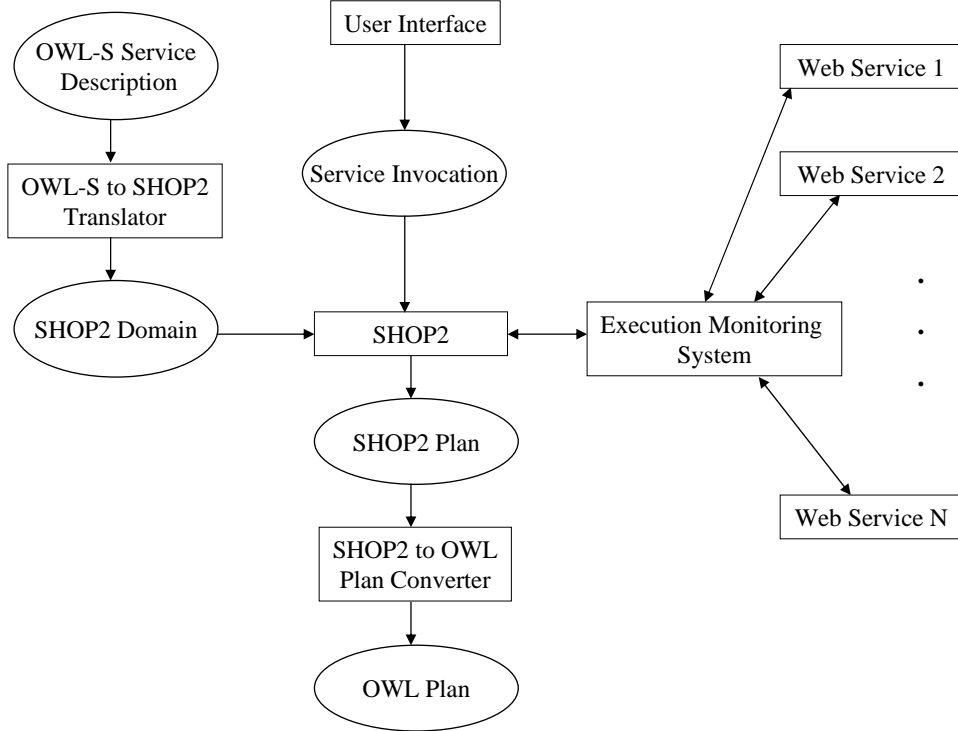 User Interface
OWL-S Service
Description
Web Service 1
Service Invocation
OWL-S to SHOP2
Translator
Web Service 2
SHOP2 Domain
SHOP2
Execution Monitoring
System
SHOP2 Plan
Web Service N
SHOP2 to OWL
Plan Converter
OWL Plan